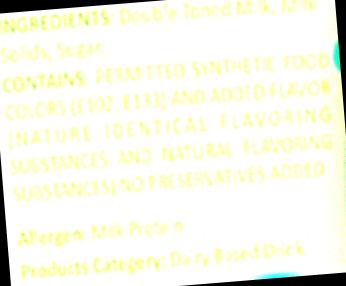 INGREDIENTS: Double Toned Milk, Milk
Solids, Sugar
CONTAINS: PERMITTED SYNTHETIC FOOD
COLORS (E102, E133) AND ADDED FLAVOR
(NATURE IDENTICAL FLAVORING
SUBSTANCES AND NATURAL FLAVORING
SUBSTANCES) NO PRESERVATIVES ADDED
Allergen: Milk Protein
Products Category: Dairy Based Drink